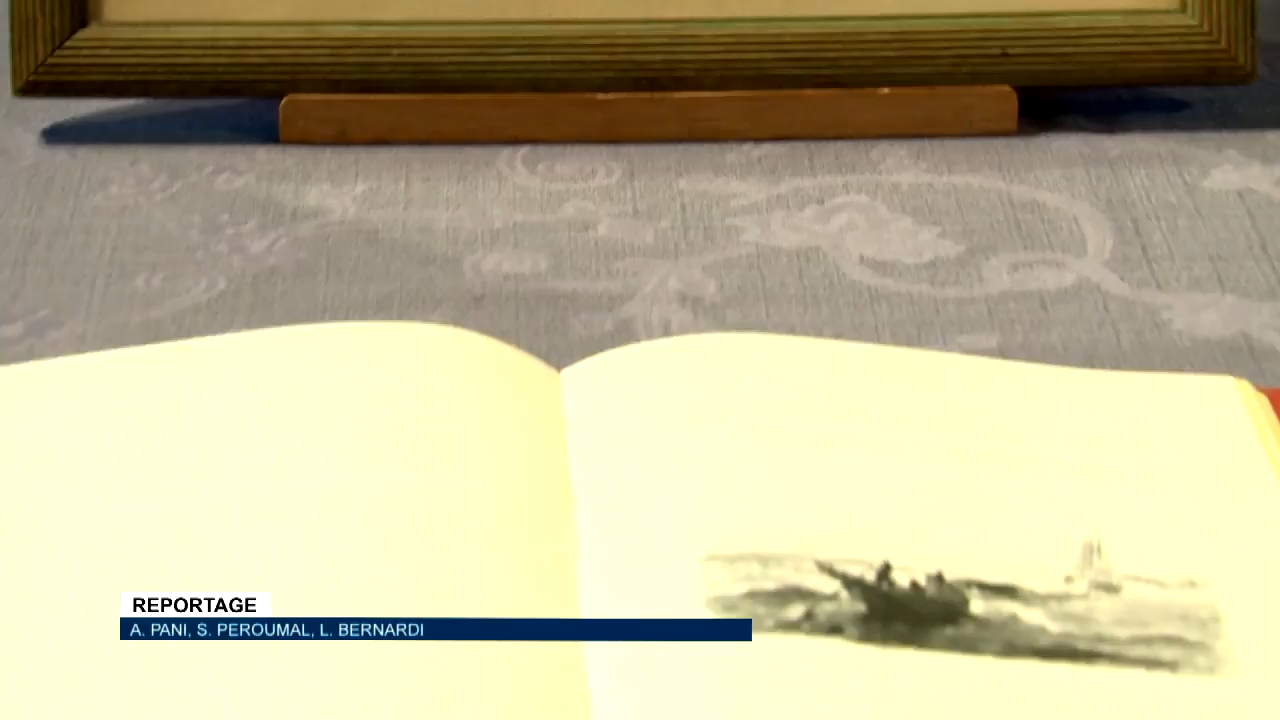 REPORTAGE
A. PANI, S. PEROUMAL, L. BERNARDI